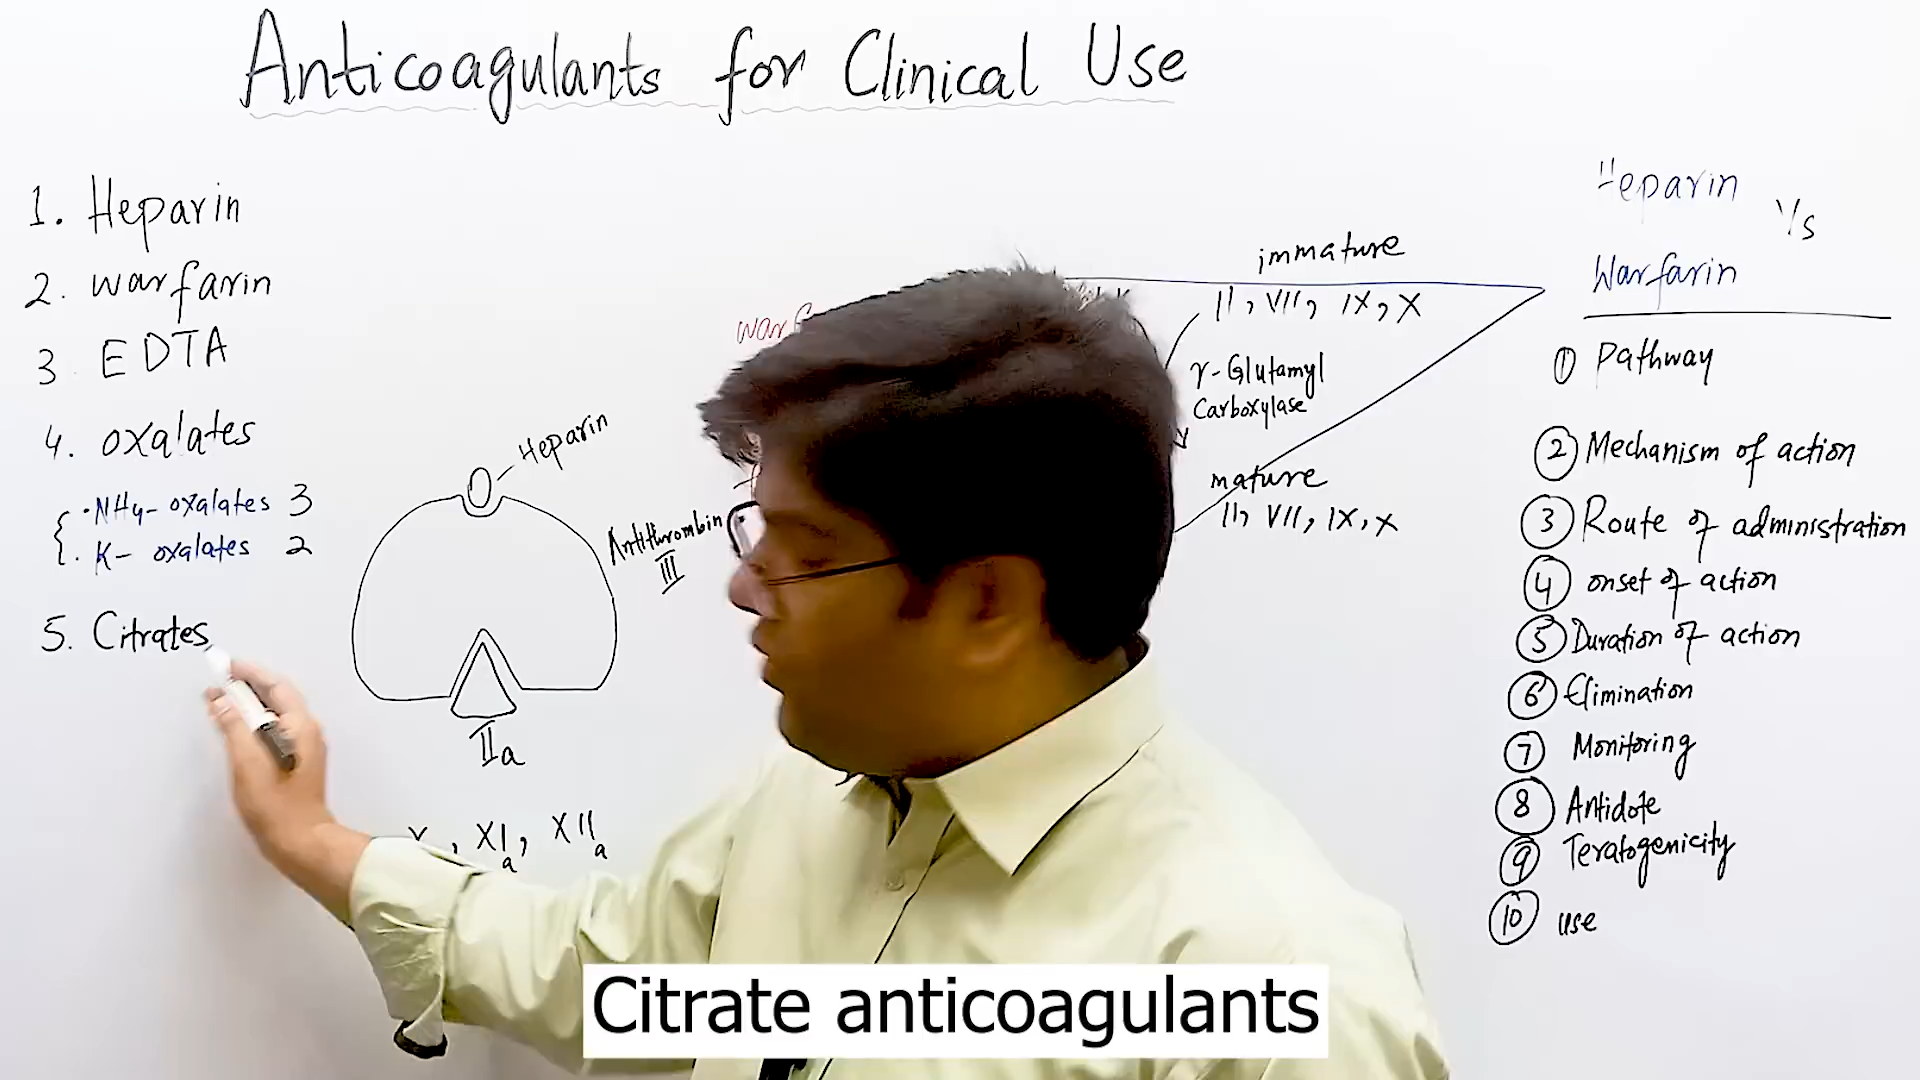 Anticoagulants for Clinical Use
1. Heparin
2. warfarin
3 EDTA
4. oxalates
{ • NH4- oxalates 3
. K- oxalates 2
5. Citrates
Heparin
Antithrombin
III
IIa
, XIa, XIIa
immature
II, VII, IX, X
γ-Glutamyl
Carboxylase
mature
II, VII, IX, X
Heparin
V/s
Warfarin
① Pathway
② Mechanism of action
③ Route of administration
④ onset of action
⑤ Duration of action
⑥ Elimination
⑦ Monitoring
⑧ Antidote
⑨ Teratogenicity
⑩ use
Citrate anticoagulants